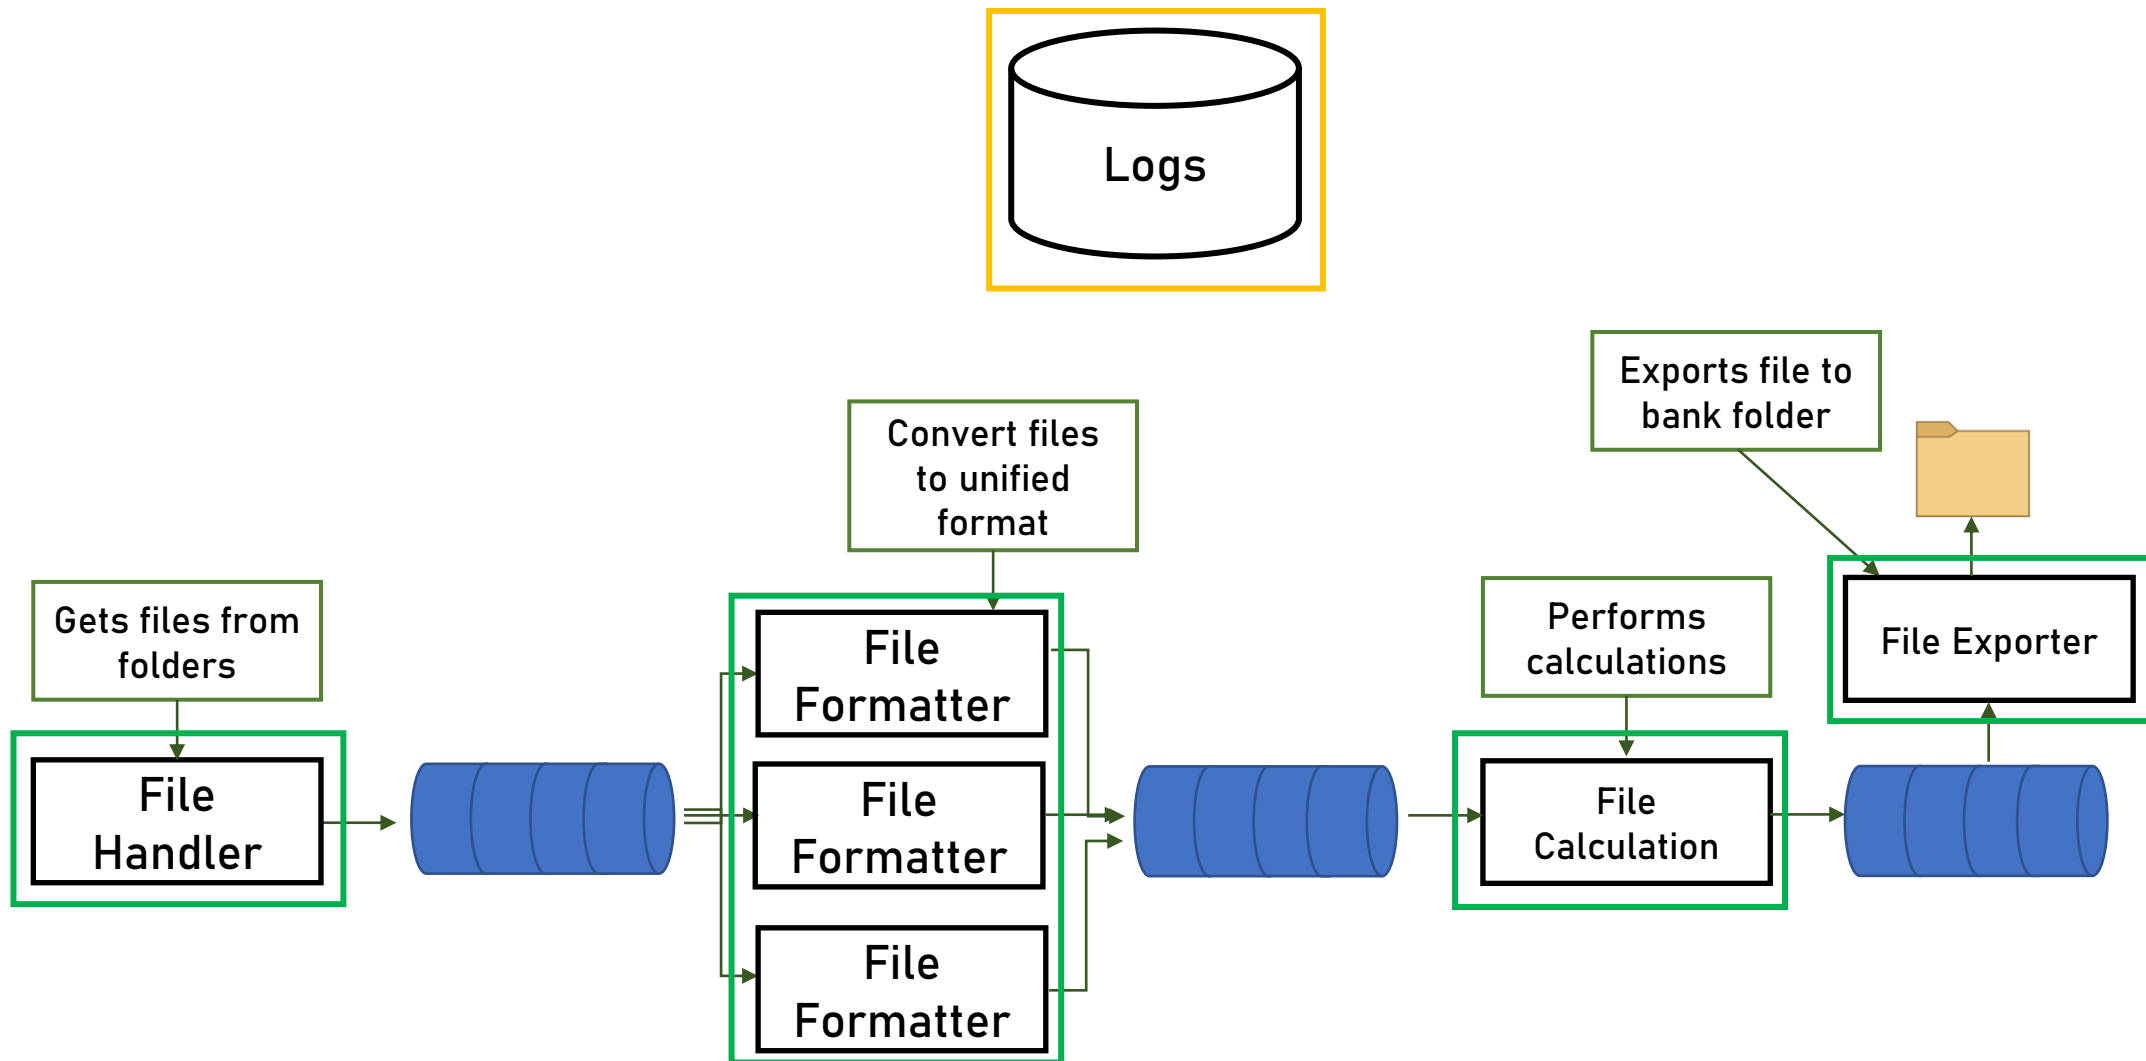 Logs
Exports file to
bank folder
Convert files
to unified
format
Gets files from
folders
Performs
calculations
File Exporter
File
Handler
File
Formatter
File
Formatter
File
Formatter
File
Calculation